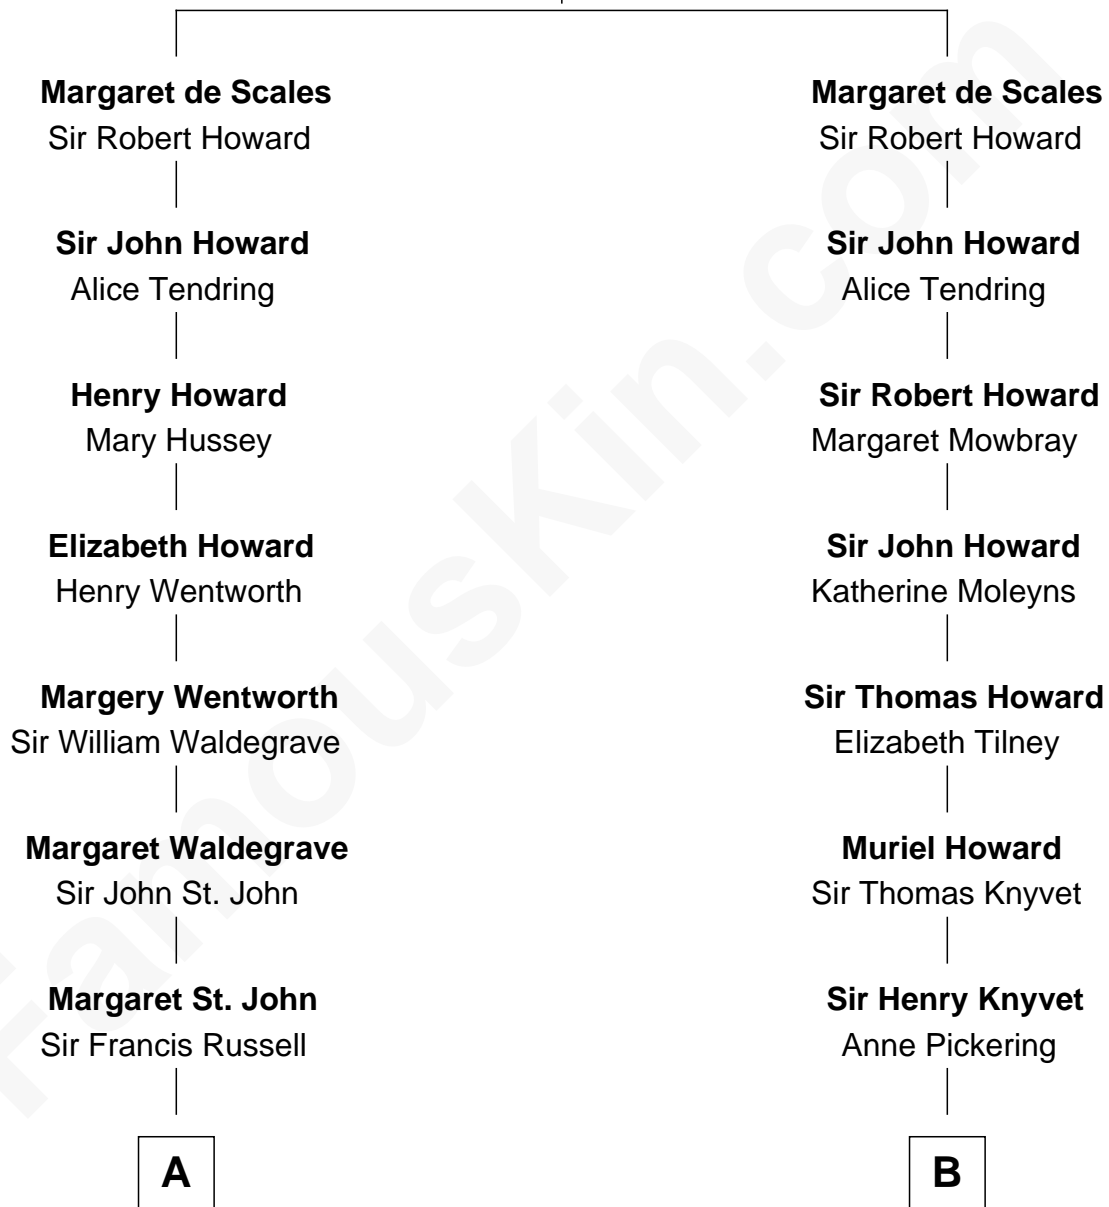 Margaret de Scales
Sir Robert Howard
Sir John Howard
Alice Tendring
Henry Howard
Mary Hussey
Elizabeth Howard
Henry Wentworth
Margery Wentworth
Sir William Waldegrave
Margaret Waldegrave
Sir John St. John
Margaret St. John
Sir Francis Russell
A
Margaret de Scales
Sir Robert Howard
Sir John Howard
Alice Tendring
Sir Robert Howard
Margaret Mowbray
Sir John Howard
Katherine Moleyns
Sir Thomas Howard
Elizabeth Tilney
Muriel Howard
Sir Thomas Knyvet
Sir Henry Knyvet
Anne Pickering
B
FamousKin.com